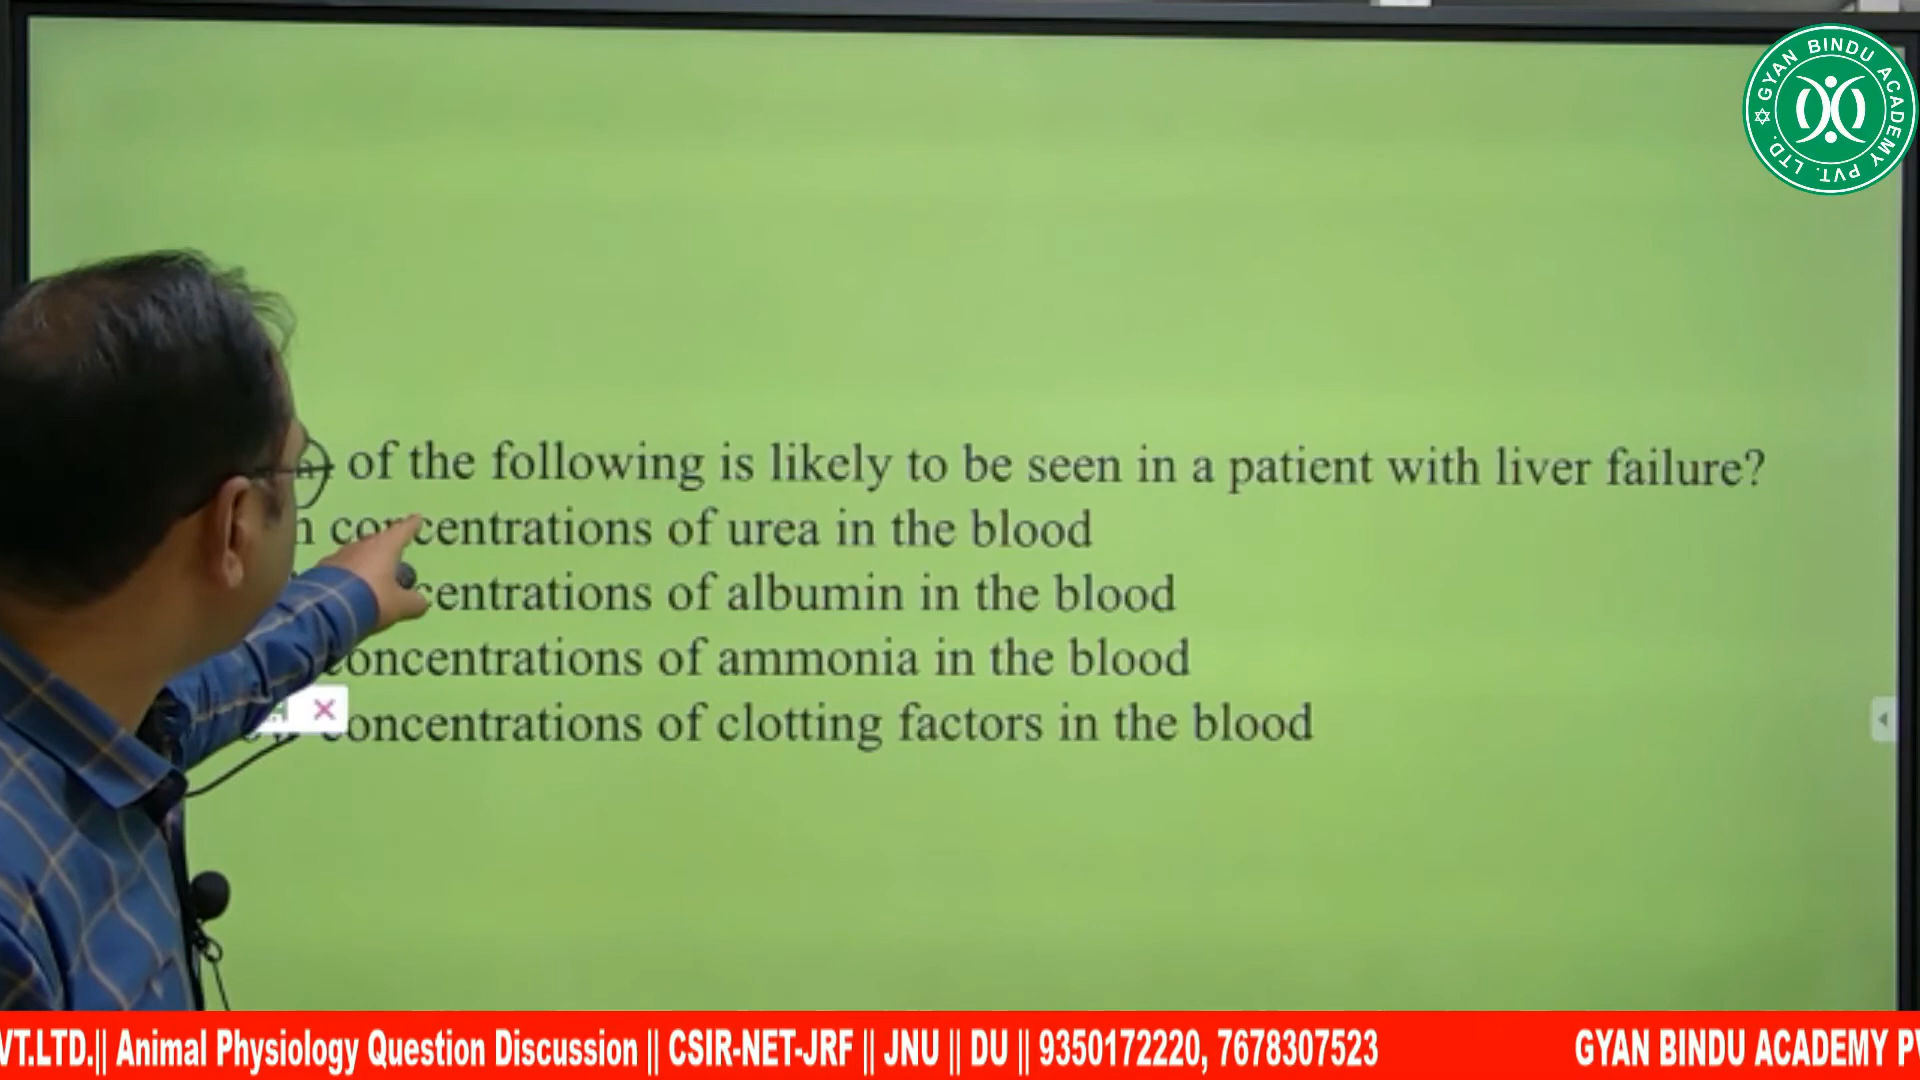 GYAN BINDU ACADEMY PVT. LTD.
of the following is likely to be seen in a patient with liver failure?
concentrations of urea in the blood
centrations of albumin in the blood
concentrations of ammonia in the blood
concentrations of clotting factors in the blood
VT.LTD.|| Animal Physiology Question Discussion || CSIR-NET-JRF || JNU || DU || 9350172220, 7678307523 GYAN BINDU ACADEMY PV